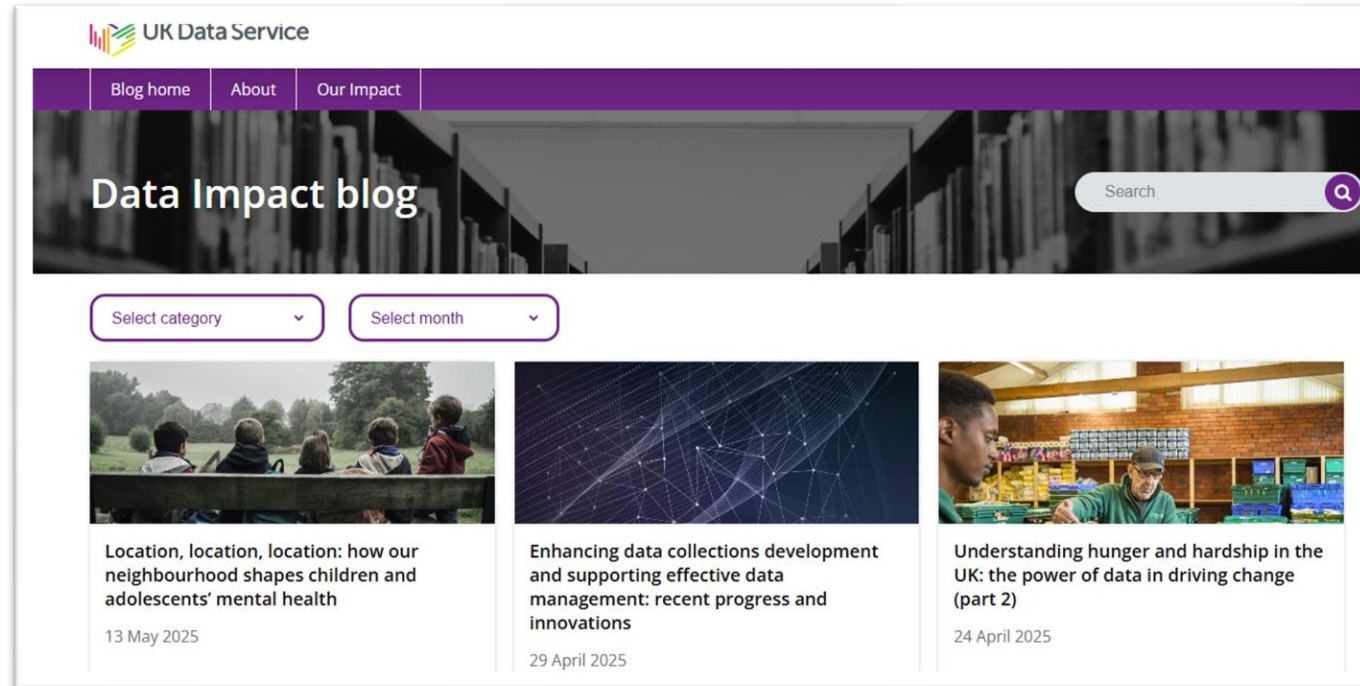 UK Data Service
Blog home
About
Our Impact
Data Impact blog
Search
Select category
Select month
Location, location, location: how our
neighbourhood shapes children and
adolescents’ mental health
13 May 2025
Enhancing data collections development
and supporting effective data
management: recent progress and
innovations
29 April 2025
Understanding hunger and hardship in the
UK: the power of data in driving change
(part 2)
24 April 2025